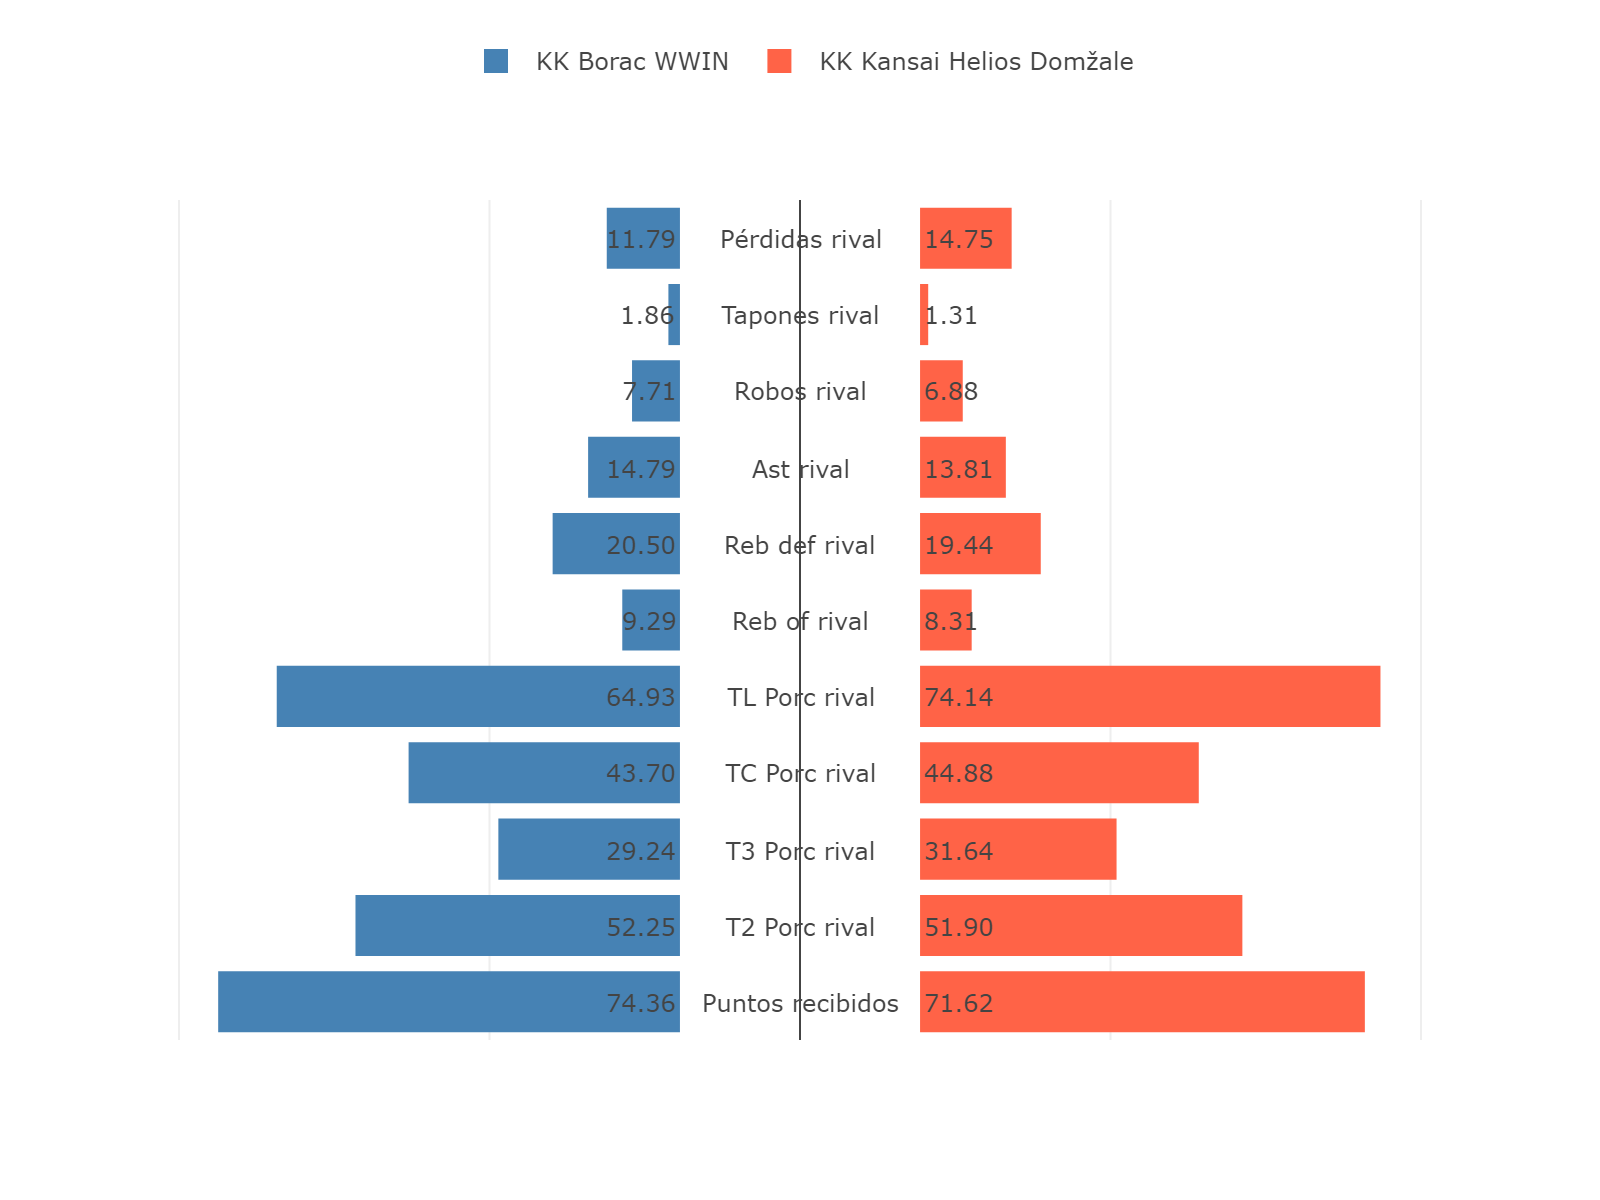 KK Borac WWIN KK Kansai Helios Domžale
11.79 Pérdidas rival 14.75
1.86 Tapones rival 1.31
7.71 Robos rival 6.88
14.79 Ast rival 13.81
20.50 Reb def rival 19.44
9.29 Reb of rival 8.31
64.93 TL Porc rival 74.14
43.70 TC Porc rival 44.88
29.24 T3 Porc rival 31.64
52.25 T2 Porc rival 51.90
74.36 Puntos recibidos 71.62